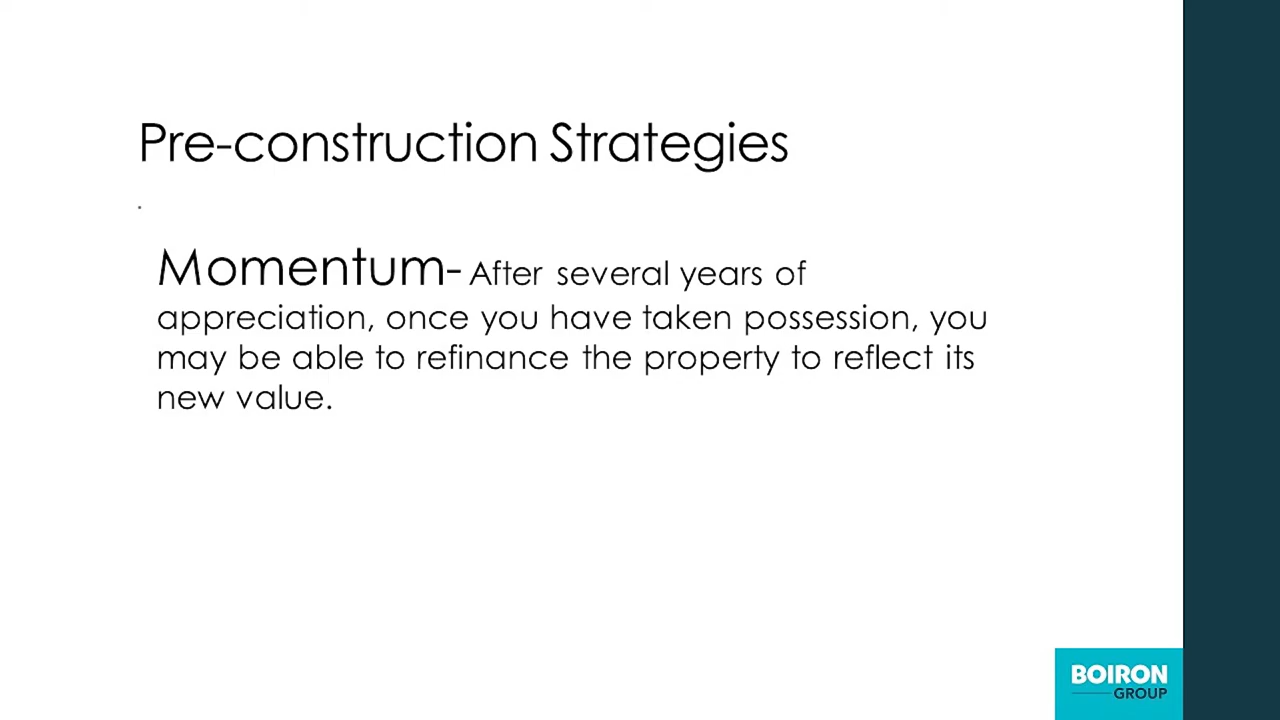 Pre-construction Strategies
Momentum- After several years of
appreciation, once you have taken possession, you
may be able to refinance the property to reflect its
new value.
BOIRON
GROUP